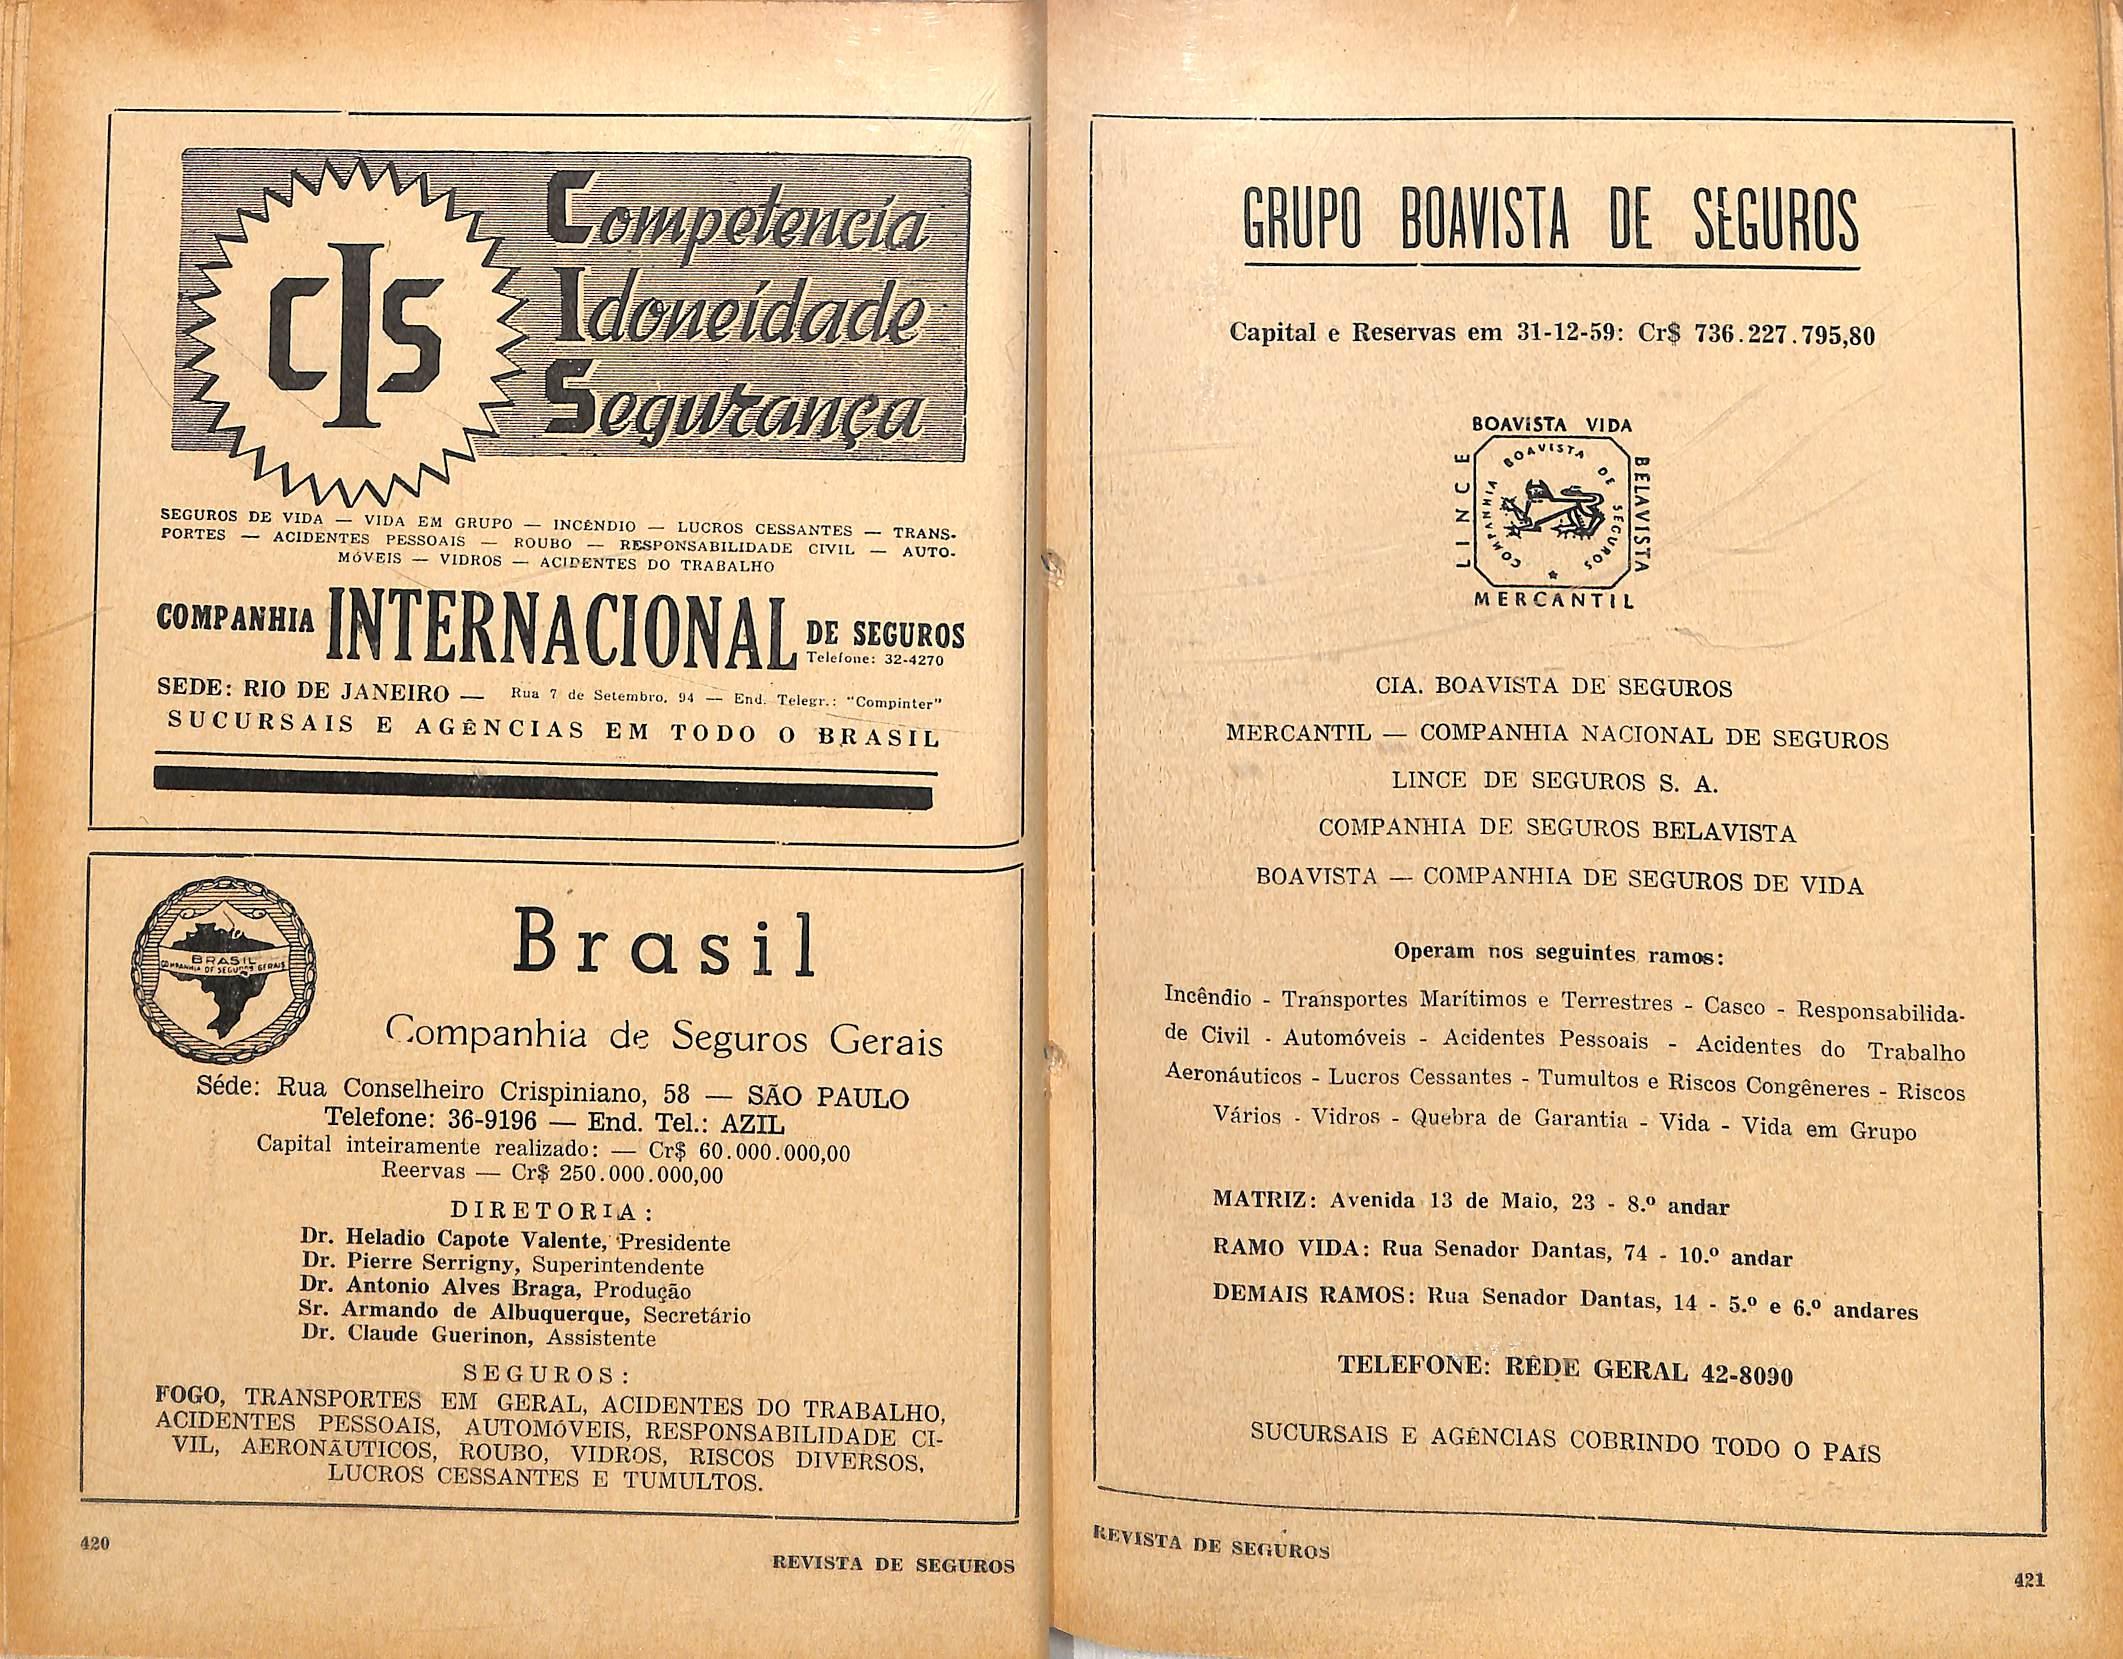 CIS
Competencia
Idoneidade
Segurança
SEGUROS DE VIDA — VIDA EM GRUPO — INCÊNDIO — LUCROS CESSANTES — TRANS-
PORTES — ACIDENTES PESSOAIS — ROUBO — RESPONSABILIDADE CIVIL — AUTO-
MÓVEIS — VIDROS — ACIDENTES DO TRABALHO
COMPANHIA INTERNACIONAL DE SEGUROS
Telefone: 32-4270
SEDE: RIO DE JANEIRO — Rua 7 de Setembro, 94 — End. Telegr.: "Compinter"
SUCURSAIS E AGÊNCIAS EM TODO O BRASIL
BRASIL
COMPANHIA DE SEGUROS GERAIS
Brasil
Companhia de Seguros Gerais
Séde: Rua Conselheiro Crispiniano, 58 — SÃO PAULO
Telefone: 36-9196 — End. Tel.: AZIL
Capital inteiramente realizado: — Cr$ 60.000.000,00
Reervas — Cr$ 250.000.000,00
DIRETORIA:
Dr. Heladio Capote Valente, Presidente
Dr. Pierre Serrigny, Superintendente
Dr. Antonio Alves Braga, Produção
Sr. Armando de Albuquerque, Secretário
Dr. Claude Guerinon, Assistente
SEGUROS:
FOGO, TRANSPORTES EM GERAL, ACIDENTES DO TRABALHO,
ACIDENTES PESSOAIS, AUTOMÓVEIS, RESPONSABILIDADE CI-
VIL, AERONÃUTICOS, ROUBO, VIDROS, RISCOS DIVERSOS,
LUCROS CESSANTES E TUMULTOS.
420
REVISTA DE SEGUROS
GRUPO BOAVISTA DE SEGUROS
Capital e Reservas em 31-12-59: Cr$ 736.227.795,80
BOAVISTA VIDA
LINCE
COMPANHIA BOAVISTA DE SEGUROS
BELAVISTA
MERCANTIL
CIA. BOAVISTA DE SEGUROS
MERCANTIL — COMPANHIA NACIONAL DE SEGUROS
LINCE DE SEGUROS S. A.
COMPANHIA DE SEGUROS BELAVISTA
BOAVISTA — COMPANHIA DE SEGUROS DE VIDA
Operam nos seguintes ramos:
Incêndio - Transportes Marítimos e Terrestres - Casco - Responsabilida-
de Civil - Automóveis - Acidentes Pessoais - Acidentes do Trabalho
Aeronáuticos - Lucros Cessantes - Tumultos e Riscos Congêneres - Riscos
Vários - Vidros - Quebra de Garantia - Vida - Vida em Grupo
MATRIZ: Avenida 13 de Maio, 23 - 8.º andar
RAMO VIDA: Rua Senador Dantas, 74 - 10.º andar
DEMAIS RAMOS: Rua Senador Dantas, 14 - 5.º e 6.º andares
TELEFONE: RÊDE GERAL 42-8090
SUCURSAIS E AGÊNCIAS COBRINDO TODO O PAÍS
REVISTA DE SEGUROS
421